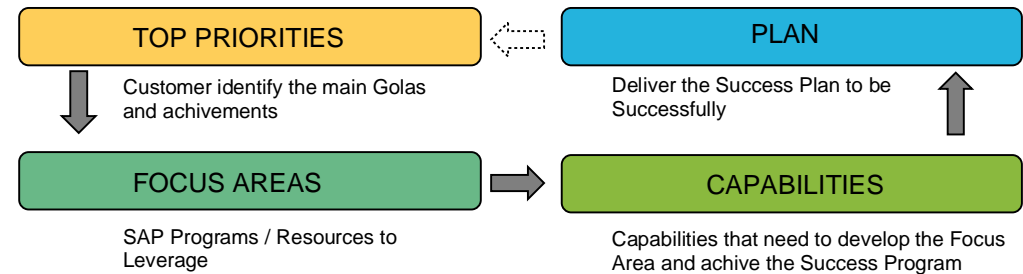 TOP PRIORITIES
Customer identify the main Golas
and achivements
PLAN
Deliver the Success Plan to be
Successfully
FOCUS AREAS
SAP Programs / Resources to
Leverage
CAPABILITIES
Capabilities that need to develop the Focus
Area and achive the Success Program